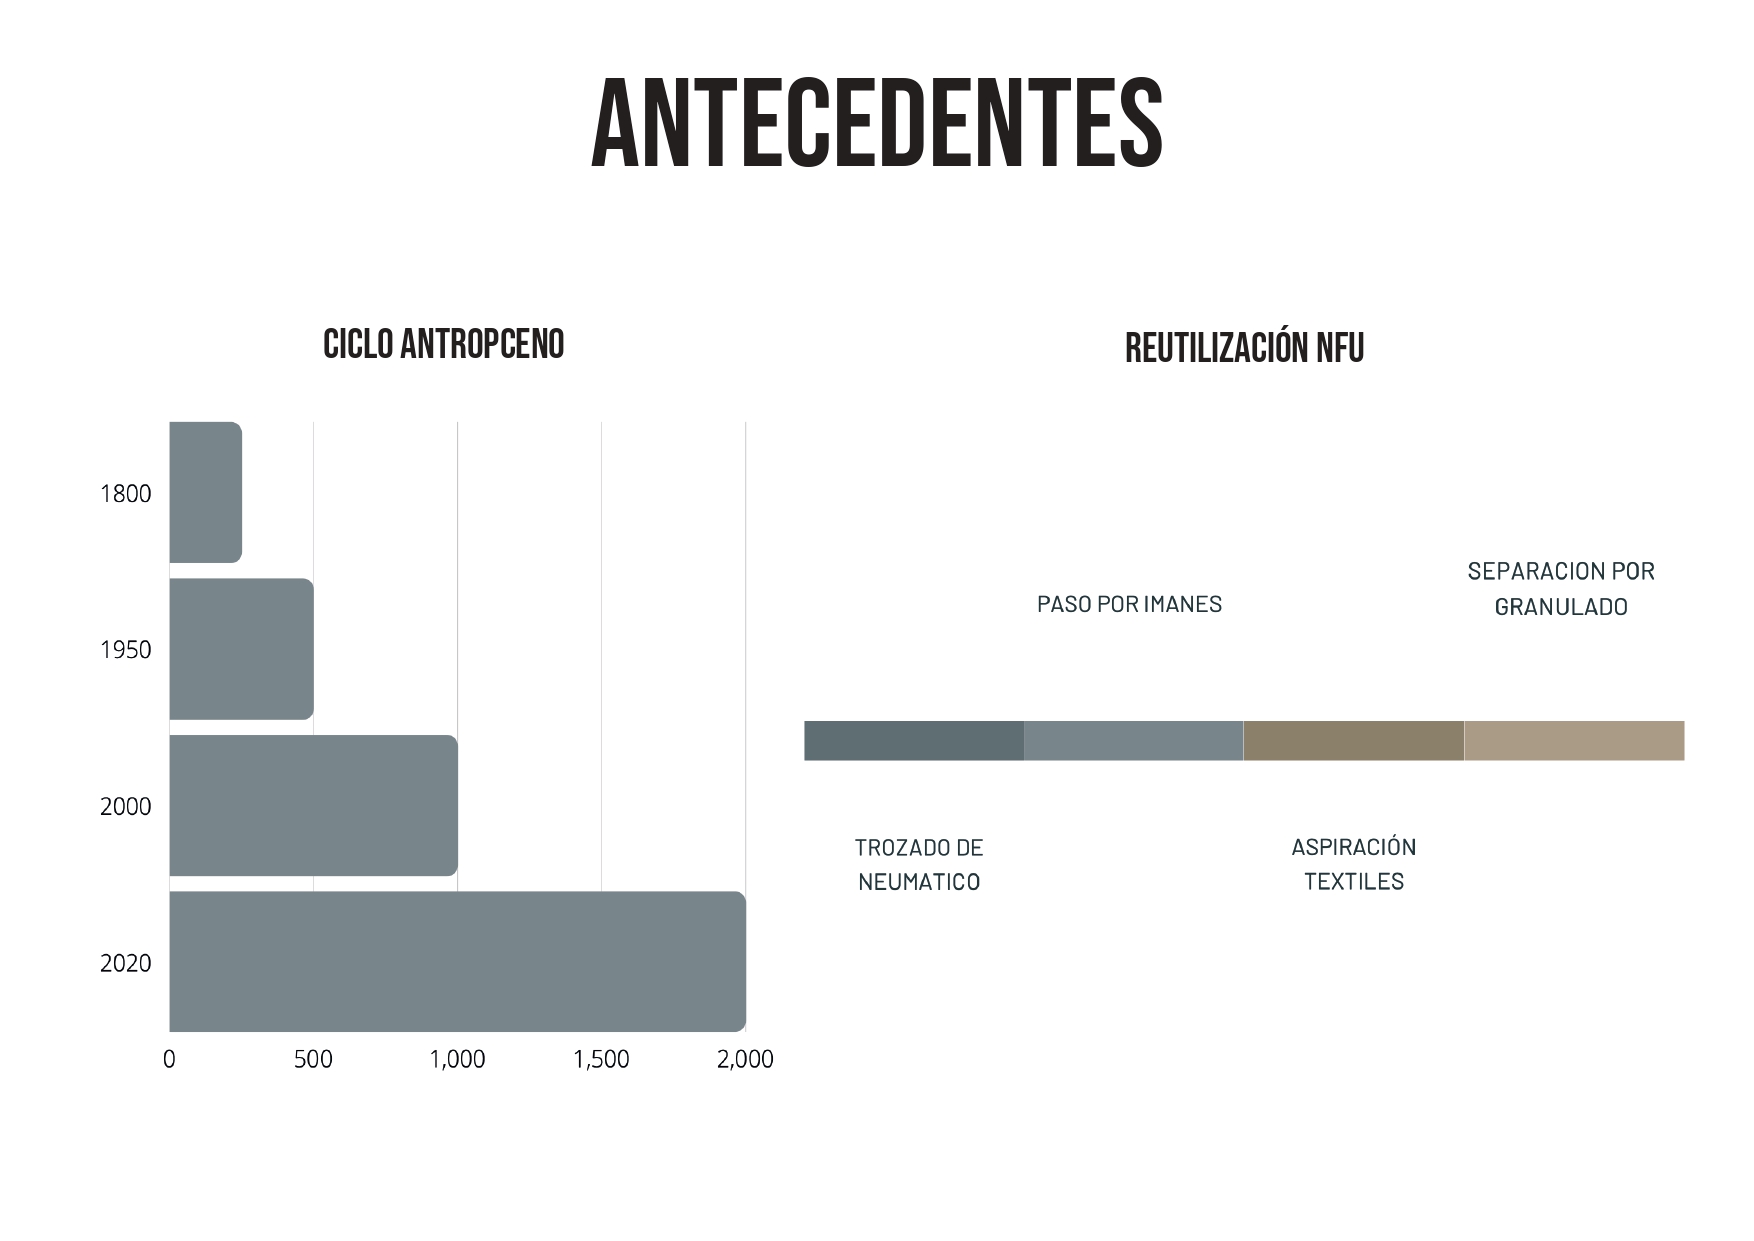 ANTECEDENTES
CICLO ANTROPCENO
1800
1950
2000
2020
0 500 1,000 1,500 2,000
REUTILIZACIÓN NFU
PASO POR IMANES
SEPARACION POR
GRANULADO
TROZADO DE
NEUMATICO
ASPIRACIÓN
TEXTILES